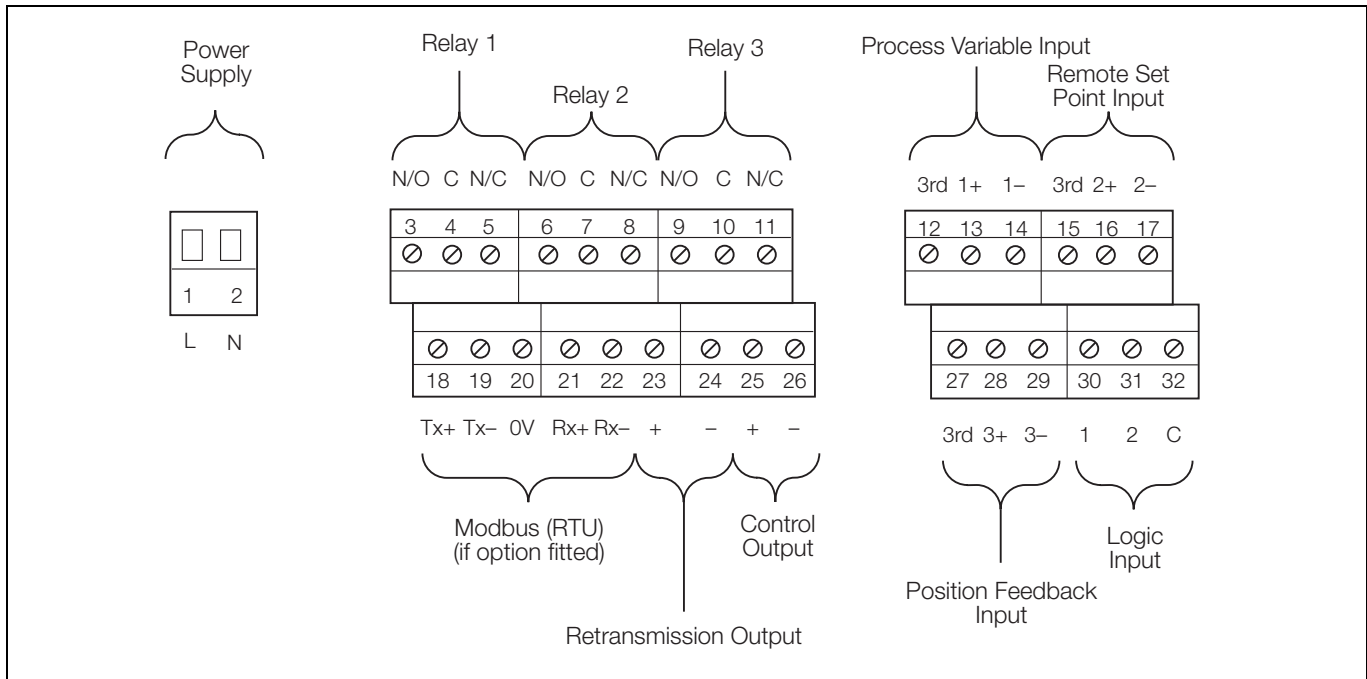 Power
Supply
Relay 1
Relay 2
Relay 3
Process Variable Input
Remote Set
Point Input
N/O C N/C N/O C N/C N/O C N/C
3rd 1+ 1– 3rd 2+ 2–
3 4 5 6 7 8 9 10 11
12 13 14 15 16 17
1 2
L N
18 19 20 21 22 23 24 25 26
27 28 29 30 31 32
Tx+ Tx– 0V Rx+ Rx– + – + –
3rd 3+ 3– 1 2 C
Modbus (RTU)
(if option fitted)
Control
Output
Logic
Input
Position Feedback
Input
Retransmission Output